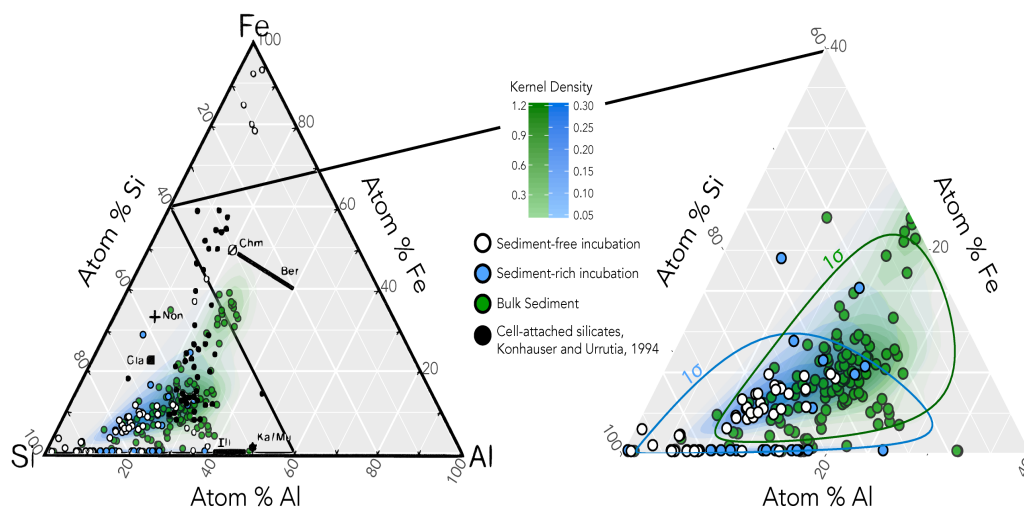 Fe
100
20
80
40
60
60
40
80
20
100
Atom % Si
Atom % Fe
Chm
Ber
Non
Gla
Ill
Ka/Mu
Si
Al
20
40
60
80
100
Atom % Al
Kernel Density
1.2
0.9
0.6
0.3
0.30
0.25
0.20
0.15
0.10
0.05
Sediment-free incubation
Sediment-rich incubation
Bulk Sediment
Cell-attached silicates,
Konhauser and Urrutia, 1994
60
40
80
20
100
Atom % Si
Atom % Fe
1σ
1σ
20
Atom % Al